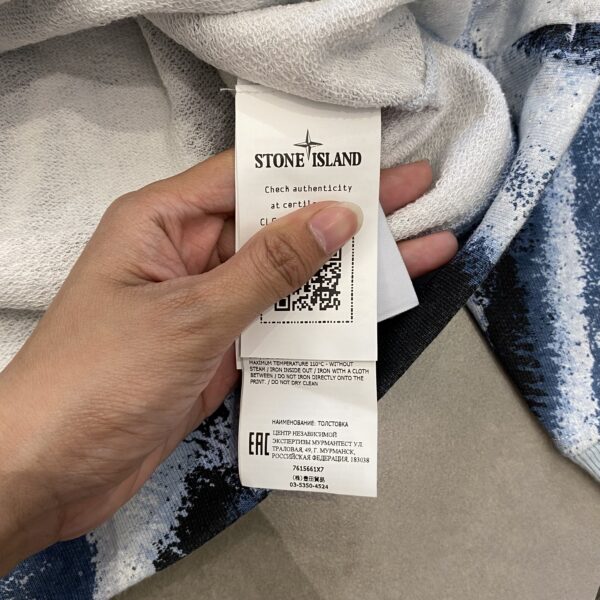 STONE ISLAND
Check authenticity
at certilo
MAXIMUM TEMPERATURE 110°C - WITHOUT
STEAM / IRON INSIDE OUT / IRON WITH A CLOTH
BETWEEN / DO NOT IRON DIRECTLY ONTO THE
PRINT. / DO NOT DRY CLEAN
НАИМЕНОВАНИЕ: ТОЛСТОВКА
EAC
ЦЕНТР НЕЗАВИСИМОЙ
ЭКСПЕРТИЗЫ МУРМАНТЕСТ УЛ.
ТРАЛОВАЯ, 49, Г. МУРМАНСК,
РОССИЙСКАЯ ФЕДЕРАЦИЯ, 183038
7615661X7
03-5350-4524